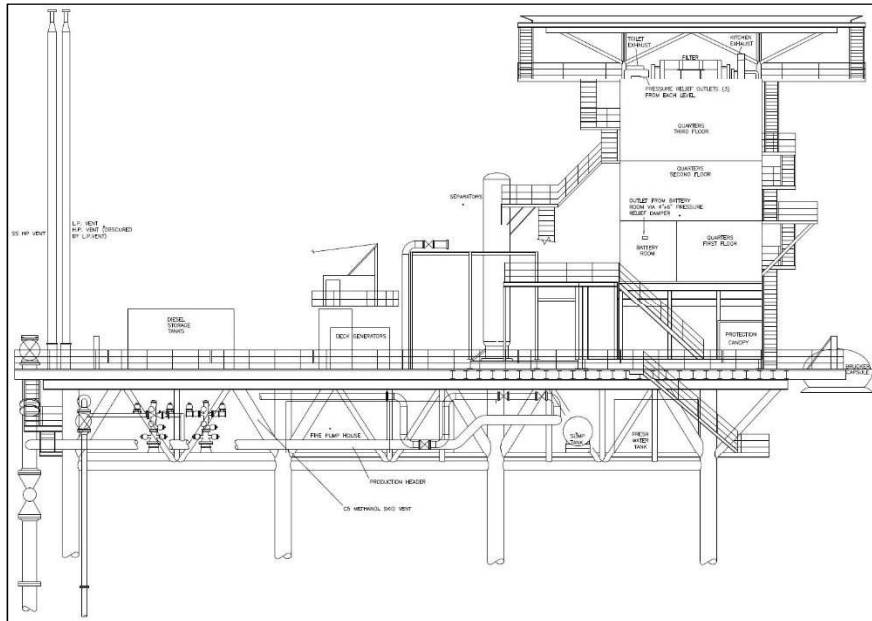 TOILET
EXHAUST
KITCHEN
EXHAUST
FILTER
PRESSURE RELIEF OUTLETS (3)
FROM EACH LEVEL
QUARTERS
THIRD FLOOR
QUARTERS
SECOND FLOOR
SEPARATORS
OUTLET FROM BATTERY
ROOM VIA 4"x8" PRESSURE
RELIEF DAMPER
SS HP VENT
L.P. VENT
H.P. VENT (OBSCURED
BY L.P.VENT)
QUARTERS
FIRST FLOOR
BATTERY
ROOM
DIESEL
STORAGE
TANKS
DECK GENERATORS
PROTECTION
CANOPY
BRUCKER
CAPSULE
FIRE PUMP HOUSE
SUMP
TANK
FRESH
WATER
TANK
PRODUCTION HEADER
METHANOL SKID VENT